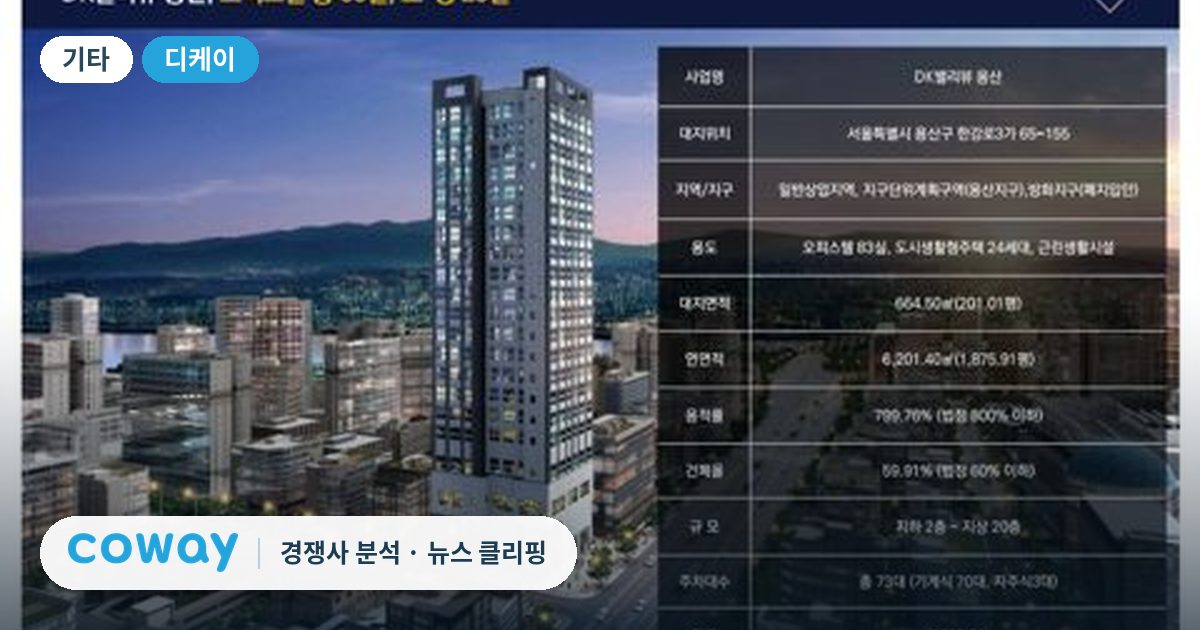 기타
디케이
사업명
DK밸리뷰 용산
대지위치
서울특별시 용산구 한강로3가 65-155
지역/지구
일반상업지역, 지구단위계획구역(용산지구),방화지구(폐지입안)
용도
오피스텔 83실, 도시생활형주택 24세대, 근린생활시설
대지면적
664.50㎡(201.01평)
연면적
6,201.40㎡(1,875.91평)
용적률
799.76% (법정 800% 이하)
건폐율
59.91% (법정 60% 이하)
규 모
지하 2층 ~ 지상 20층
주차대수
총 73대 (기계식 70대, 자주식3대)
coway
경쟁사 분석 · 뉴스 클리핑